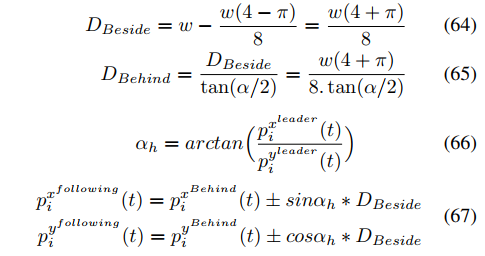 D_{Beside} = w - \frac{w(4-\pi)}{8} = \frac{w(4+\pi)}{8} (64)
D_{Behind} = \frac{D_{Beside}}{\tan(\alpha/2)} = \frac{w(4+\pi)}{8.\tan(\alpha/2)} (65)
\alpha_h = arctan\Big(\frac{p_i^{x^{leader}}(t)}{p_i^{y^{leader}}(t)}\Big) (66)
p_i^{x^{following}}(t) = p_i^{x^{Behind}}(t) \pm sin\alpha_h * D_{Beside}
p_i^{y^{following}}(t) = p_i^{y^{Behind}}(t) \pm cos\alpha_h * D_{Beside} (67)